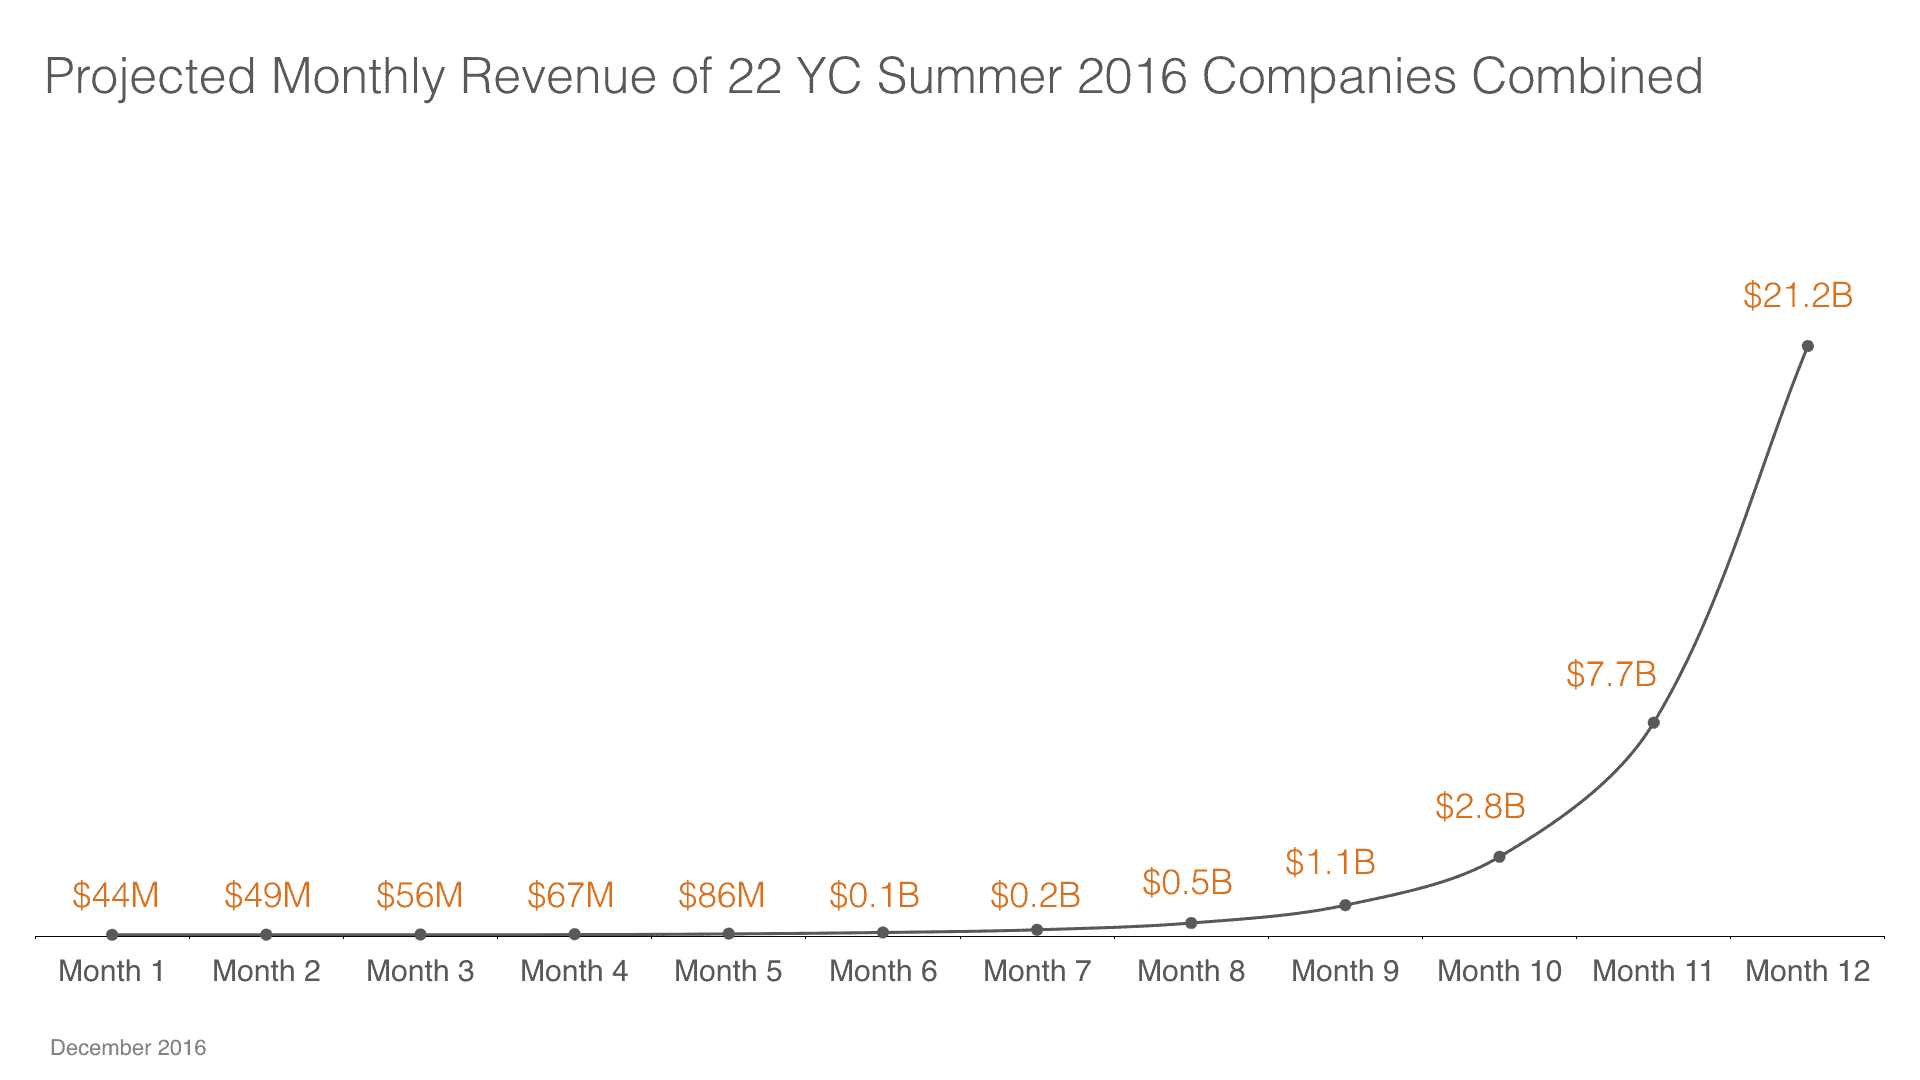 Projected Monthly Revenue of 22 YC Summer 2016 Companies Combined
$21.2B
$7.7B
$2.8B
$1.1B
$0.5B
$44M $49M $56M $67M $86M $0.1B $0.2B
Month 1 Month 2 Month 3 Month 4 Month 5 Month 6 Month 7 Month 8 Month 9 Month 10 Month 11 Month 12
December 2016